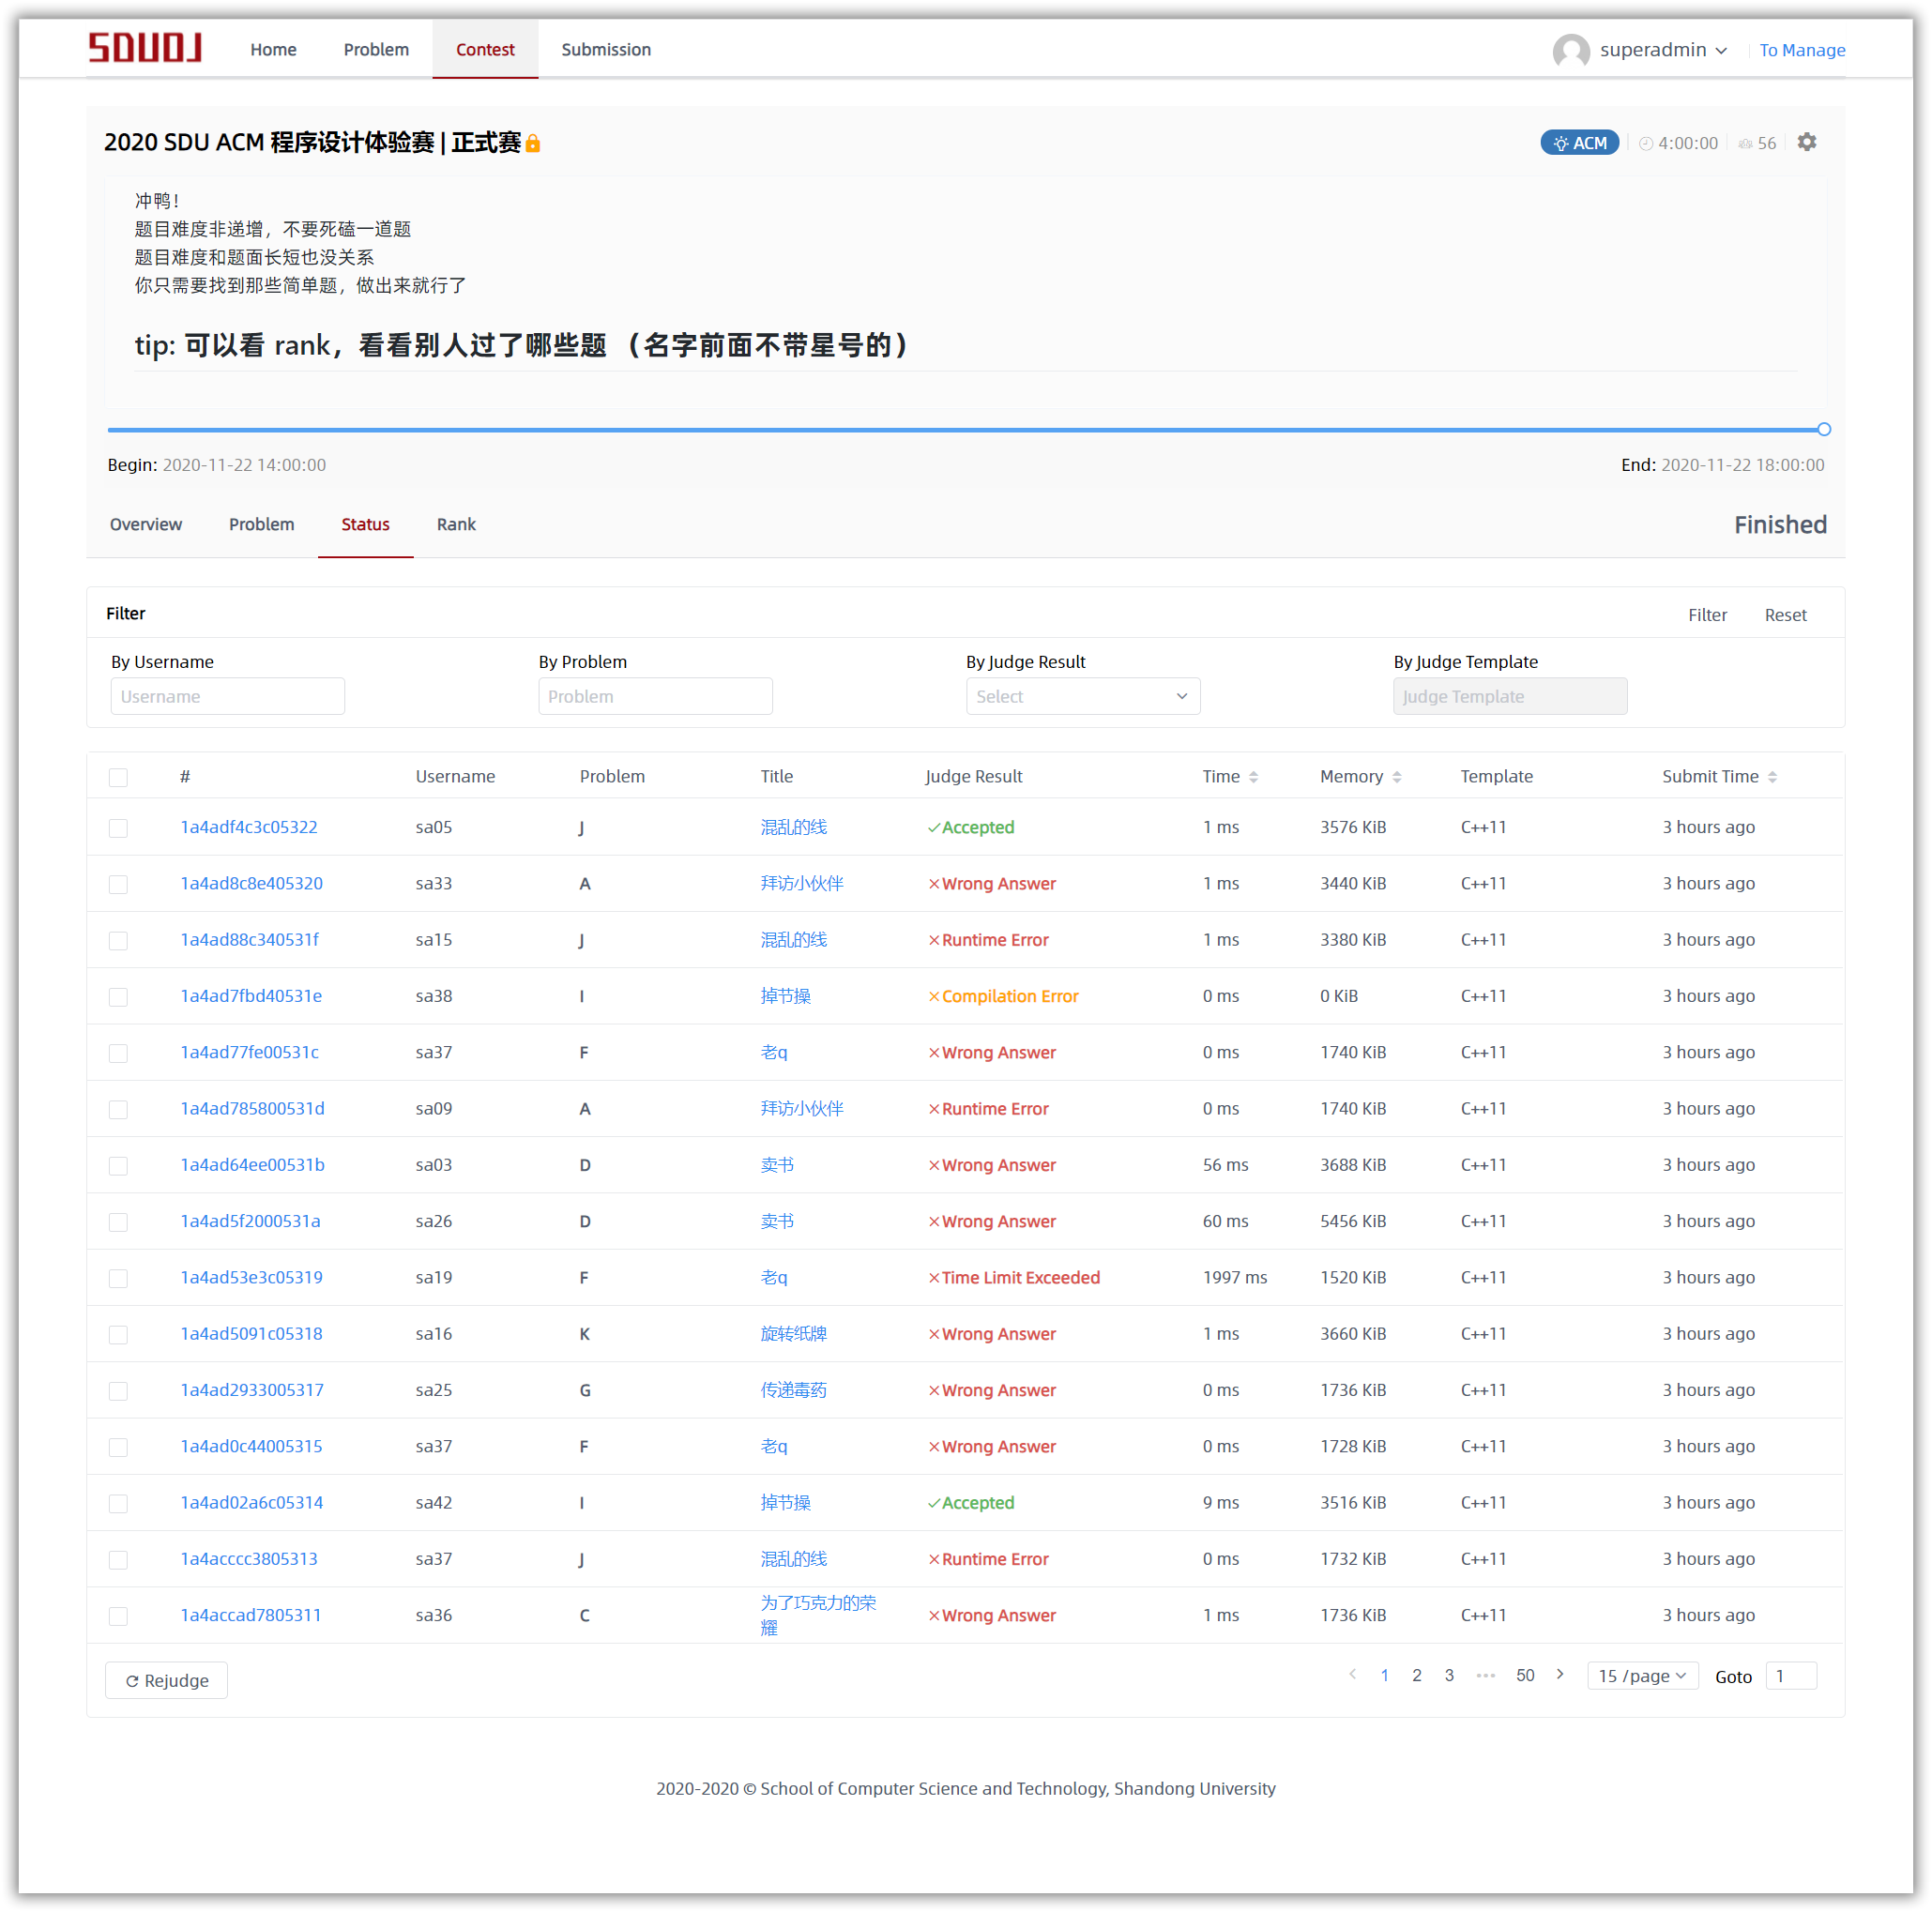 SDUOJ Home Problem Contest Submission superadmin To Manage
2020 SDU ACM 程序设计体验赛 | 正式赛 ACM 4:00:00 56
冲鸭！
题目难度非递增，不要死磕一道题
题目难度和题面长短也没关系
你只需要找到那些简单题，做出来就行了
tip: 可以看 rank，看看别人过了哪些题 （名字前面不带星号的）
Begin: 2020-11-22 14:00:00 End: 2020-11-22 18:00:00
Overview Problem Status Rank Finished
Filter Filter Reset
By Username By Problem By Judge Result By Judge Template
Username Problem Select Judge Template
# Username Problem Title Judge Result Time Memory Template Submit Time
1a4adf4c3c05322 sa05 J 混乱的线 Accepted 1 ms 3576 KiB C++11 3 hours ago
1a4ad8c8e405320 sa33 A 拜访小伙伴 Wrong Answer 1 ms 3440 KiB C++11 3 hours ago
1a4ad88c340531f sa15 J 混乱的线 Runtime Error 1 ms 3380 KiB C++11 3 hours ago
1a4ad7fbd40531e sa38 I 掉节操 Compilation Error 0 ms 0 KiB C++11 3 hours ago
1a4ad77fe00531c sa37 F 老q Wrong Answer 0 ms 1740 KiB C++11 3 hours ago
1a4ad785800531d sa09 A 拜访小伙伴 Runtime Error 0 ms 1740 KiB C++11 3 hours ago
1a4ad64ee00531b sa03 D 卖书 Wrong Answer 56 ms 3688 KiB C++11 3 hours ago
1a4ad5f2000531a sa26 D 卖书 Wrong Answer 60 ms 5456 KiB C++11 3 hours ago
1a4ad53e3c05319 sa19 F 老q Time Limit Exceeded 1997 ms 1520 KiB C++11 3 hours ago
1a4ad5091c05318 sa16 K 旋转纸牌 Wrong Answer 1 ms 3660 KiB C++11 3 hours ago
1a4ad2933005317 sa25 G 传递毒药 Wrong Answer 0 ms 1736 KiB C++11 3 hours ago
1a4ad0c44005315 sa37 F 老q Wrong Answer 0 ms 1728 KiB C++11 3 hours ago
1a4ad02a6c05314 sa42 I 掉节操 Accepted 9 ms 3516 KiB C++11 3 hours ago
1a4acccc3805313 sa37 J 混乱的线 Runtime Error 0 ms 1732 KiB C++11 3 hours ago
1a4accad7805311 sa36 C 为了巧克力的荣 Wrong Answer 1 ms 1736 KiB C++11 3 hours ago
耀
Rejudge 1 2 3 ••• 50 15 /page Goto 1
2020-2020 © School of Computer Science and Technology, Shandong University